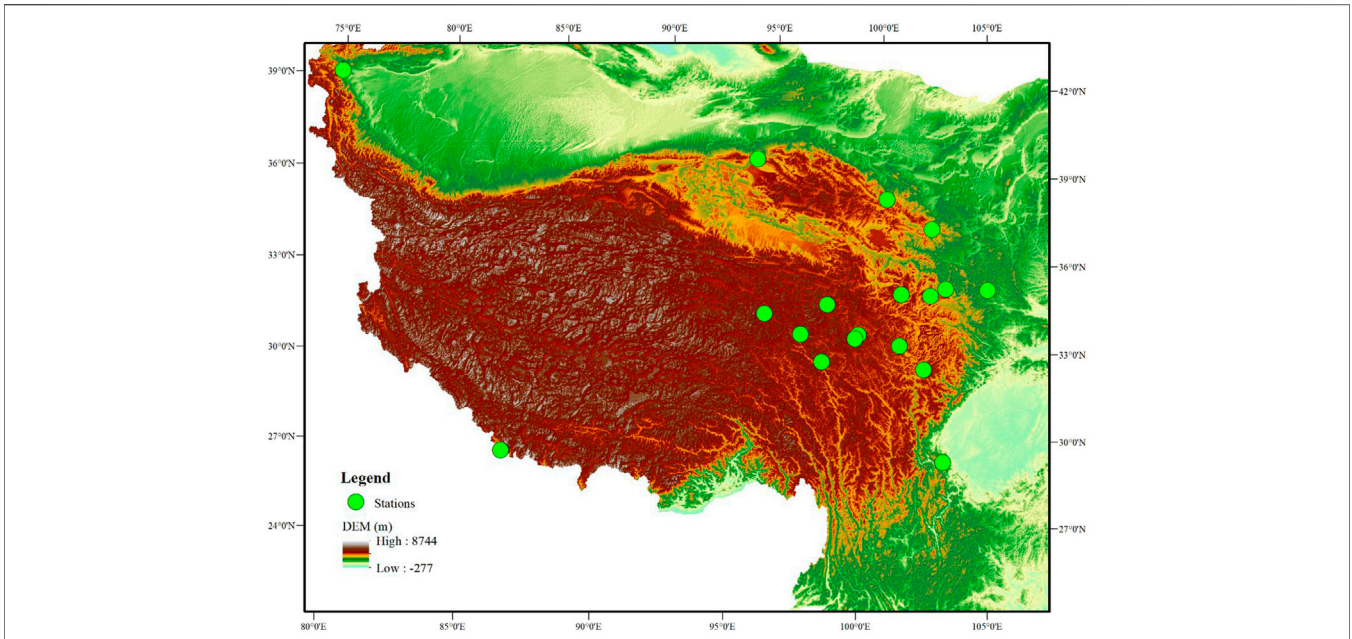 75°0'E 80°0'E 85°0'E 90°0'E 95°0'E 100°0'E 105°0'E
39°0'N
42°0'N
36°0'N
39°0'N
33°0'N
36°0'N
30°0'N
33°0'N
27°0'N
30°0'N
Legend
Stations
24°0'N
27°0'N
DEM (m)
High : 8744
Low : -277
80°0'E 85°0'E 90°0'E 95°0'E 100°0'E 105°0'E